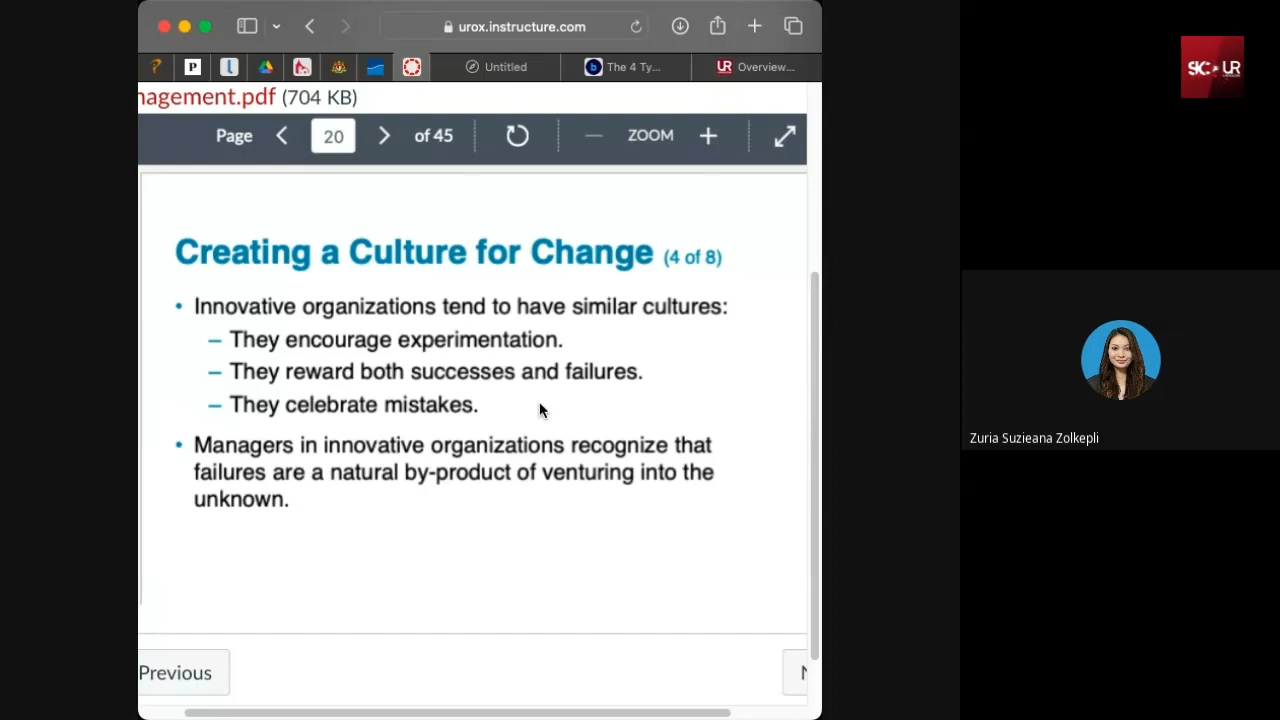 urox.instructure.com
P
Untitled
b
The 4 Ty...
UR
Overview...
nagement.pdf (704 KB)
Page
20
of 45
ZOOM
Creating a Culture for Change (4 of 8)
• Innovative organizations tend to have similar cultures:
– They encourage experimentation.
– They reward both successes and failures.
– They celebrate mistakes.
• Managers in innovative organizations recognize that
failures are a natural by-product of venturing into the
unknown.
Previous
N
UR
Zuria Suzieana Zolkepli